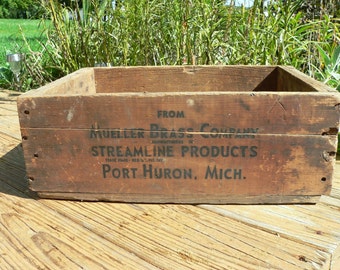 FROM
MUELLER BRASS COMPANY
STREAMLINE PRODUCTS
PORT HURON, MICH.